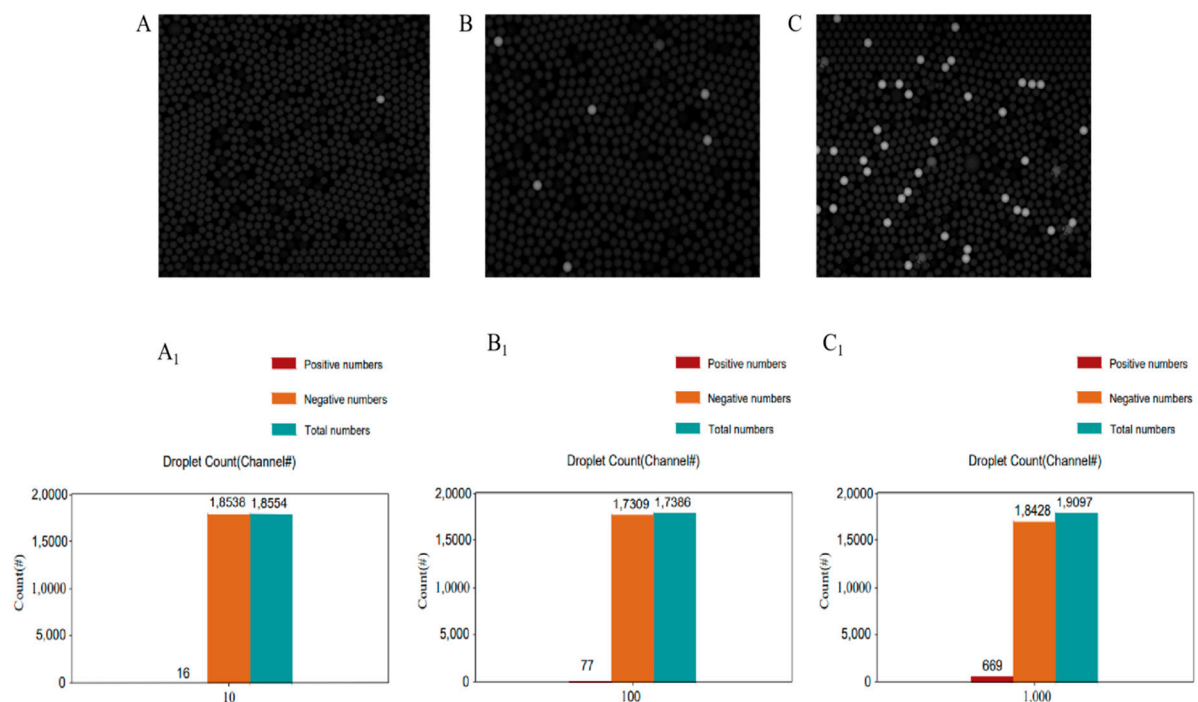 A
B
C
A1
Positive numbers
Negative numbers
Total numbers
Droplet Count(Channel#)
Count(#)
2,0000
1,5000
1,0000
5,000
0
16
1,8538
1,8554
10
B1
Positive numbers
Negative numbers
Total numbers
Droplet Count(Channel#)
Count(#)
2,0000
1,5000
1,0000
5,000
0
77
1,7309
1,7386
100
C1
Positive numbers
Negative numbers
Total numbers
Droplet Count(Channel#)
Count(#)
2,0000
1,5000
1,0000
5,000
0
669
1,8428
1,9097
1,000